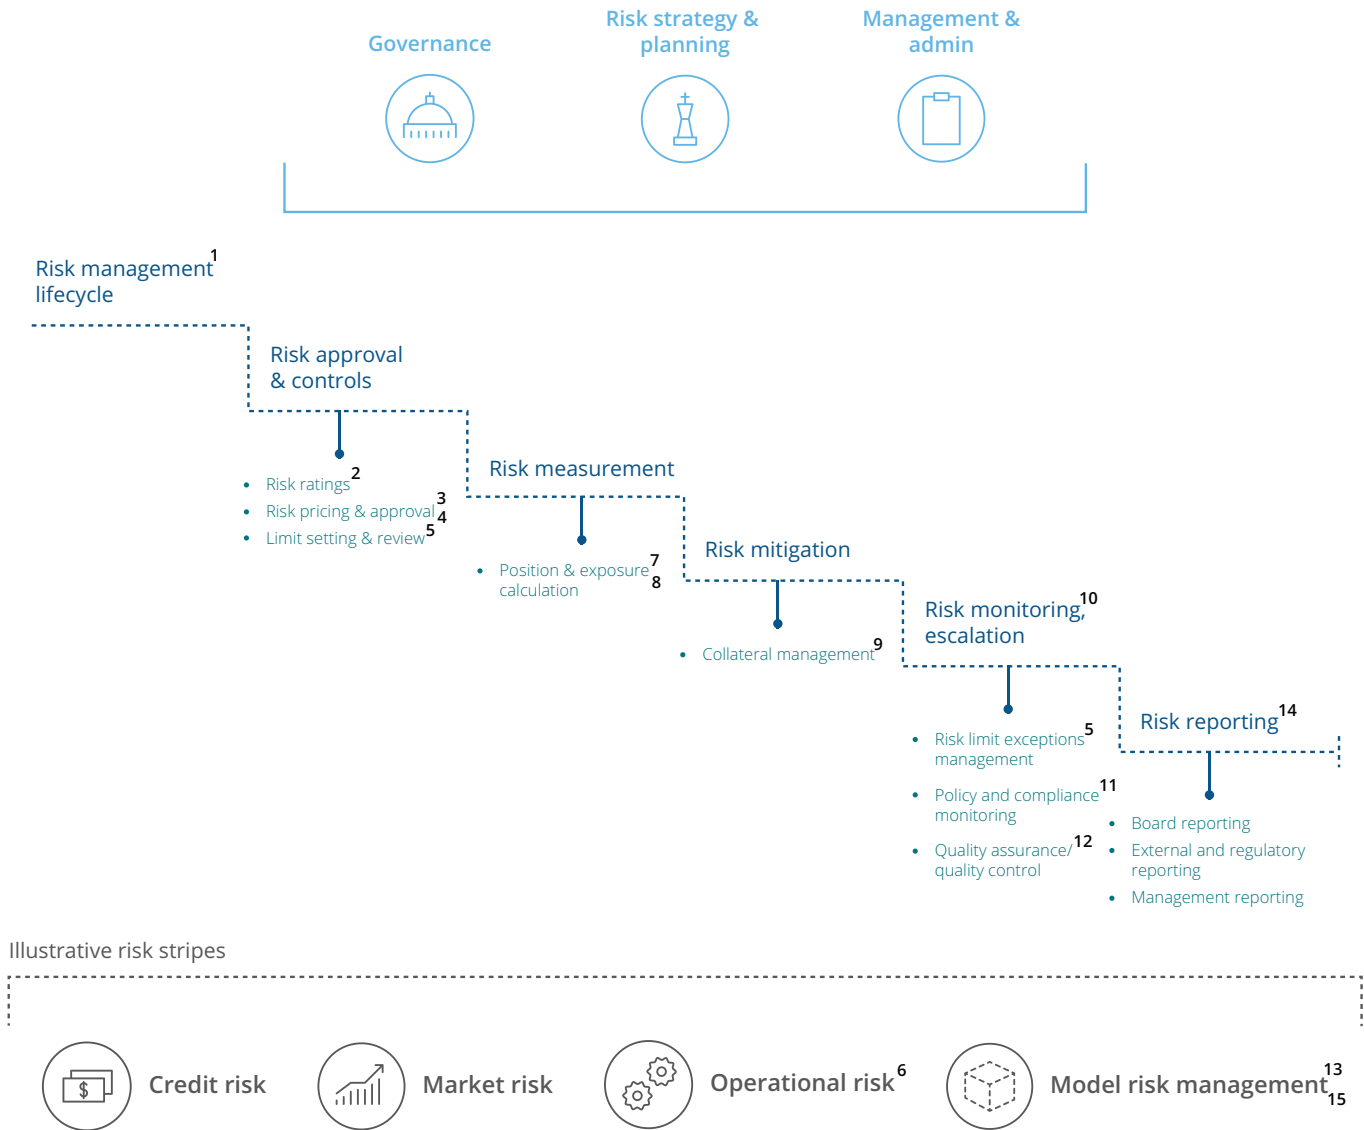 Governance
Risk strategy &
planning
Management &
admin
Risk management1
lifecycle
Risk approval
& controls
• Risk ratings2
• Risk pricing & approval3
4
• Limit setting & review5
Risk measurement
• Position & exposure7
calculation8
Risk mitigation
• Collateral management9
Risk monitoring,10
escalation
• Risk limit exceptions5
management
• Policy and compliance11
monitoring
• Quality assurance/12
quality control
Risk reporting14
• Board reporting
• External and regulatory
reporting
• Management reporting
Illustrative risk stripes
$
Credit risk
Market risk
Operational risk6
Model risk management13
15